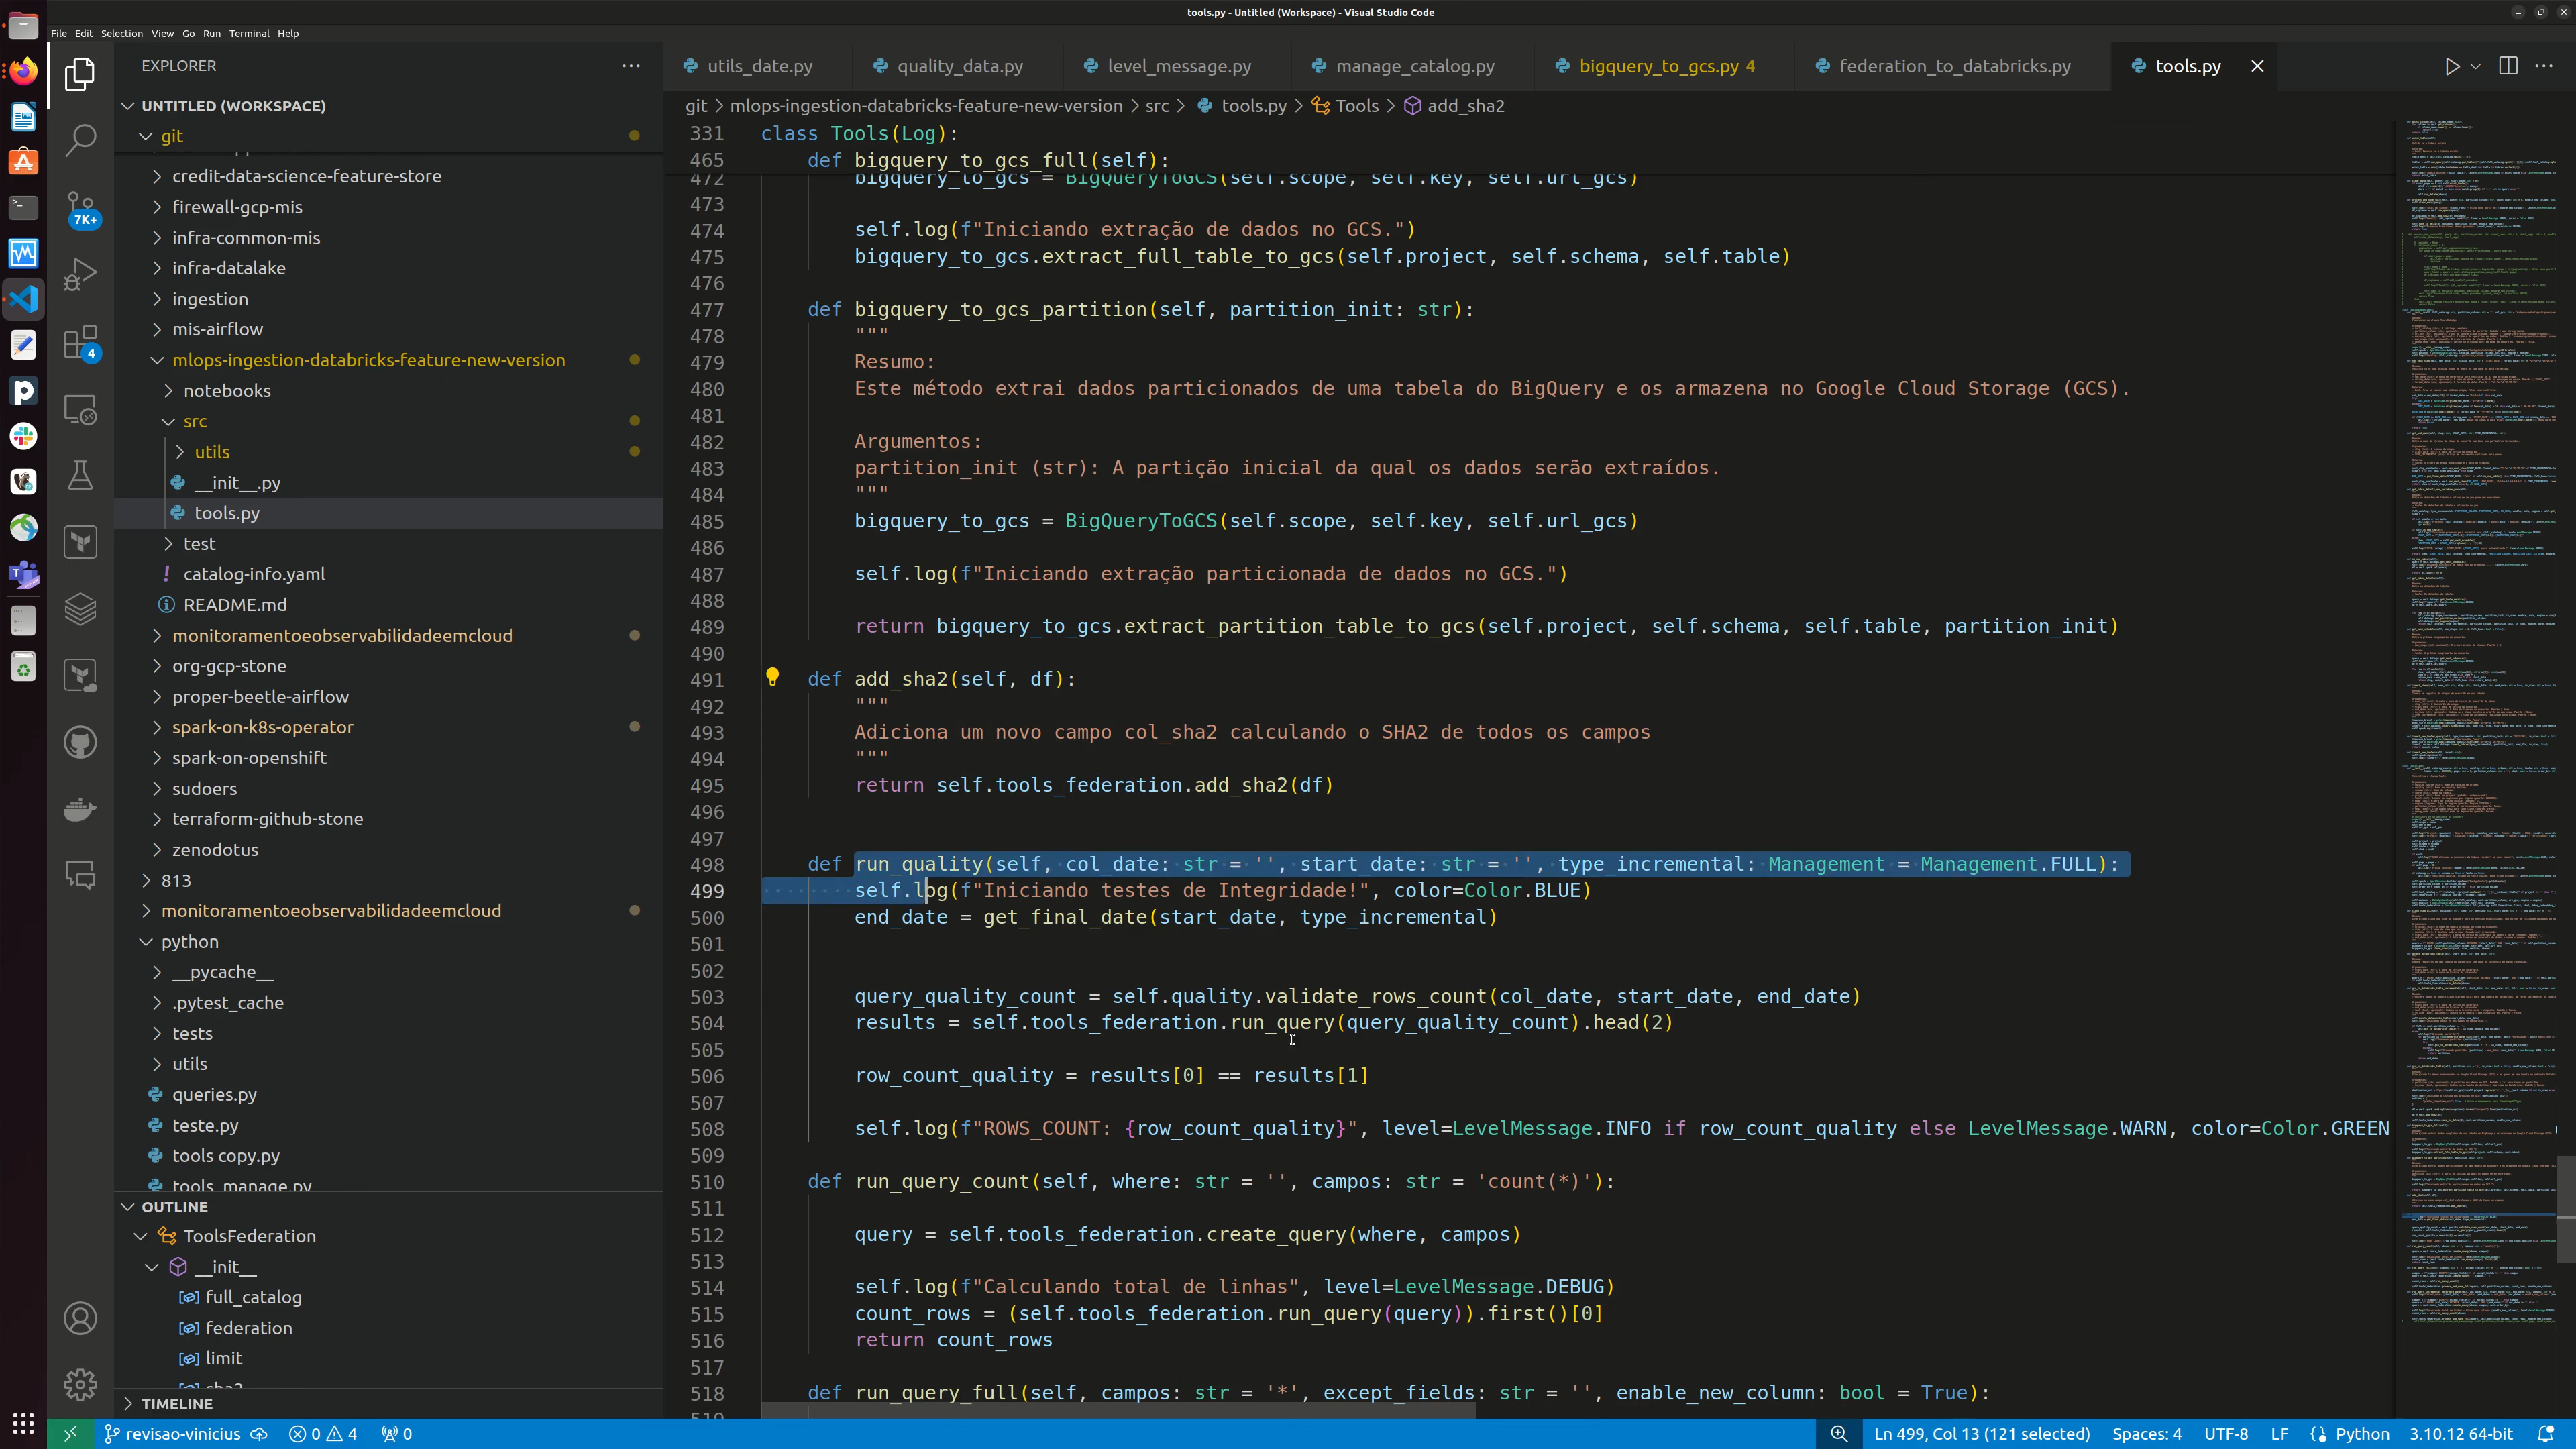 tools.py - Untitled (Workspace) - Visual Studio Code
File Edit Selection View Go Run Terminal Help
EXPLORER
UNTITLED (WORKSPACE)
git
credit-data-science-feature-store
firewall-gcp-mis
infra-common-mis
infra-datalake
ingestion
mis-airflow
mlops-ingestion-databricks-feature-new-version
notebooks
src
utils
__init__.py
tools.py
test
catalog-info.yaml
README.md
monitoramentoeobservabilidadeemcloud
org-gcp-stone
proper-beetle-airflow
spark-on-k8s-operator
spark-on-openshift
sudoers
terraform-github-stone
zenodotus
813
monitoramentoeobservabilidadeemcloud
python
__pycache__
.pytest_cache
tests
utils
queries.py
teste.py
tools copy.py
tools_manage.py
OUTLINE
ToolsFederation
__init__
full_catalog
federation
limit
sha2
TIMELINE
7K+
4
utils_date.py quality_data.py level_message.py manage_catalog.py bigquery_to_gcs.py 4 federation_to_databricks.py tools.py
git > mlops-ingestion-databricks-feature-new-version > src > tools.py > Tools > add_sha2
331 class Tools(Log):
465 def bigquery_to_gcs_full(self):
472 bigquery_to_gcs = BigQueryToGCS(self.scope, self.key, self.url_gcs)
473
474 self.log(f"Iniciando extração de dados no GCS.")
475 bigquery_to_gcs.extract_full_table_to_gcs(self.project, self.schema, self.table)
476
477 def bigquery_to_gcs_partition(self, partition_init: str):
478 """
479 Resumo:
480 Este método extrai dados particionados de uma tabela do BigQuery e os armazena no Google Cloud Storage (GCS).
481
482 Argumentos:
483 partition_init (str): A partição inicial da qual os dados serão extraídos.
484 """
485 bigquery_to_gcs = BigQueryToGCS(self.scope, self.key, self.url_gcs)
486
487 self.log(f"Iniciando extração particionada de dados no GCS.")
488
489 return bigquery_to_gcs.extract_partition_table_to_gcs(self.project, self.schema, self.table, partition_init)
490
491 def add_sha2(self, df):
492 """
493 Adiciona um novo campo col_sha2 calculando o SHA2 de todos os campos
494 """
495 return self.tools_federation.add_sha2(df)
496
497
498 def run_quality(self, col_date: str = '', start_date: str = '', type_incremental: Management = Management.FULL):
499 self.log(f"Iniciando testes de Integridade!", color=Color.BLUE)
500 end_date = get_final_date(start_date, type_incremental)
501
502
503 query_quality_count = self.quality.validate_rows_count(col_date, start_date, end_date)
504 results = self.tools_federation.run_query(query_quality_count).head(2)
505
506 row_count_quality = results[0] == results[1]
507
508 self.log(f"ROWS_COUNT: {row_count_quality}", level=LevelMessage.INFO if row_count_quality else LevelMessage.WARN, color=Color.GREEN
509
510 def run_query_count(self, where: str = '', campos: str = 'count(*)'):
511
512 query = self.tools_federation.create_query(where, campos)
513
514 self.log(f"Calculando total de linhas", level=LevelMessage.DEBUG)
515 count_rows = (self.tools_federation.run_query(query)).first()[0]
516 return count_rows
517
518 def run_query_full(self, campos: str = '*', except_fields: str = '', enable_new_column: bool = True):
519
revisao-vinicius 0 4 0 Ln 499, Col 13 (121 selected) Spaces: 4 UTF-8 LF Python 3.10.12 64-bit